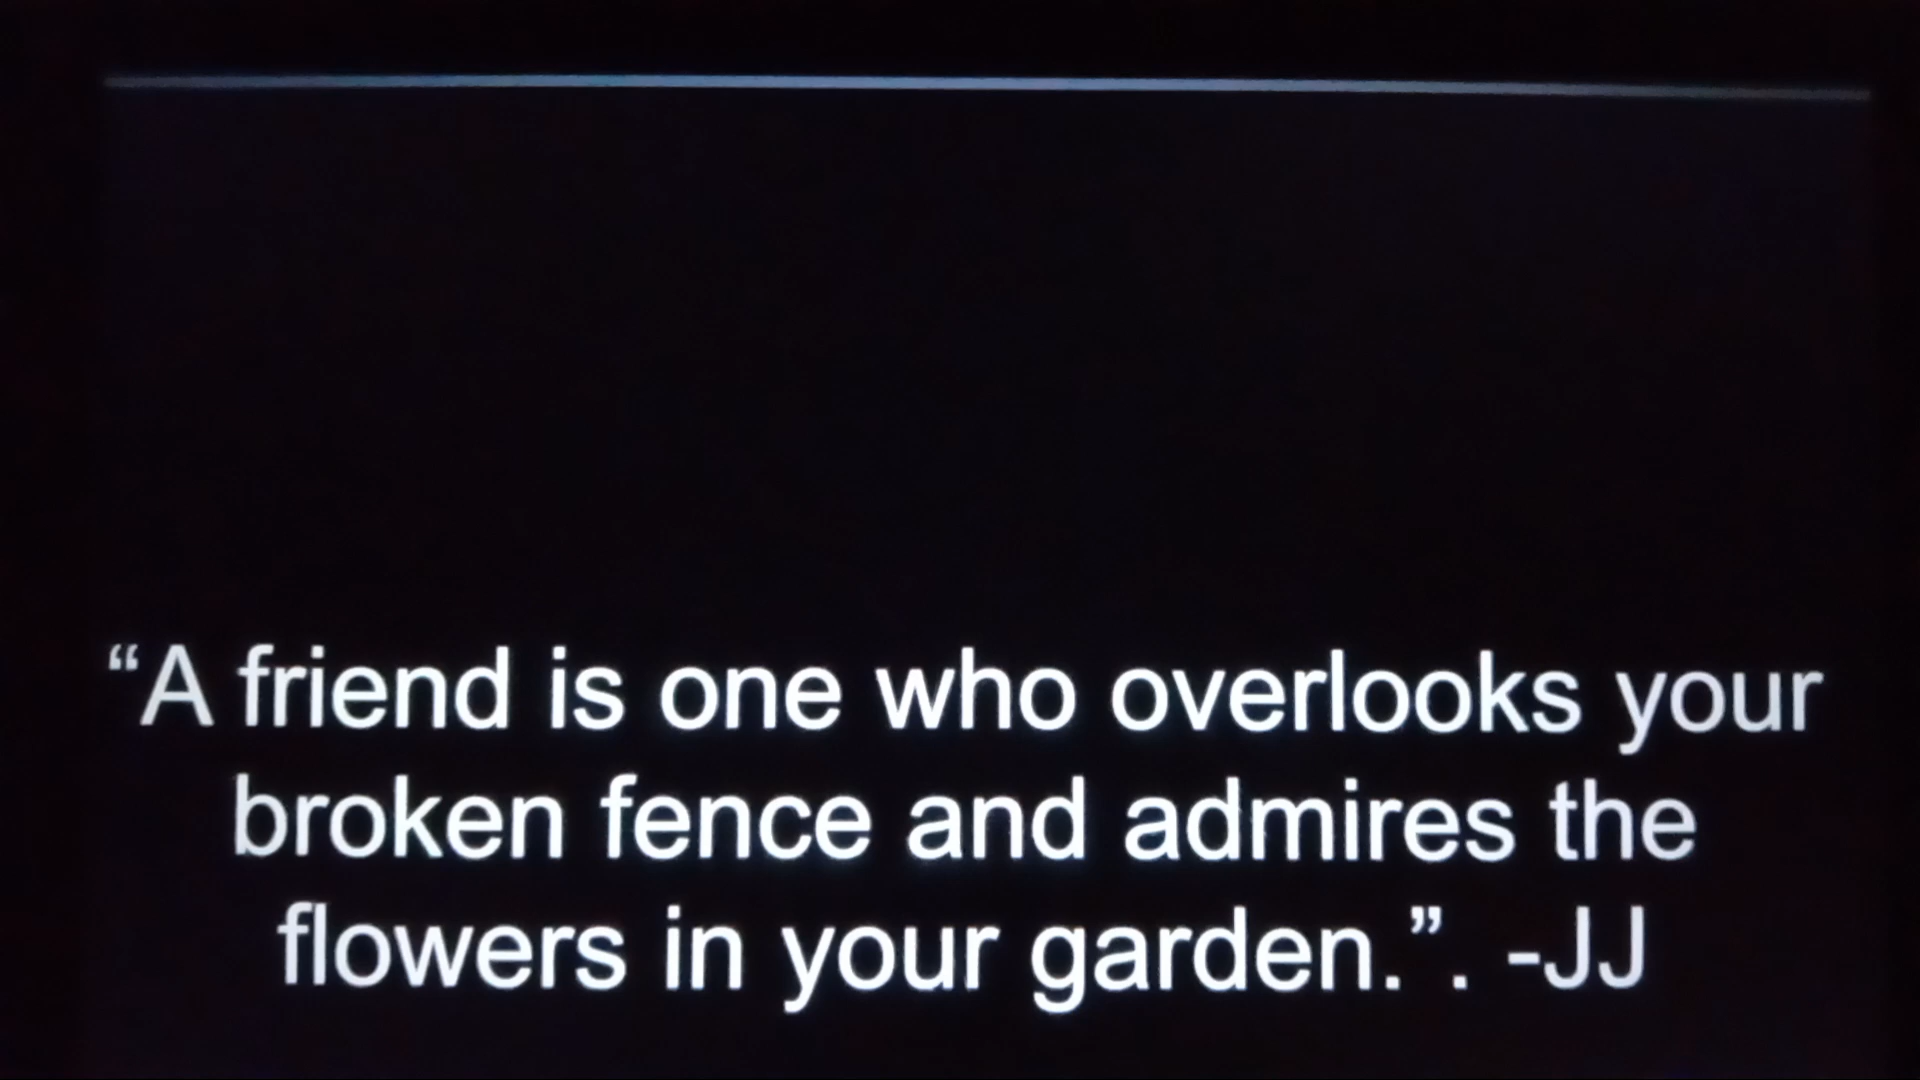 “A friend is one who overlooks your
broken fence and admires the
flowers in your garden.”. -JJ